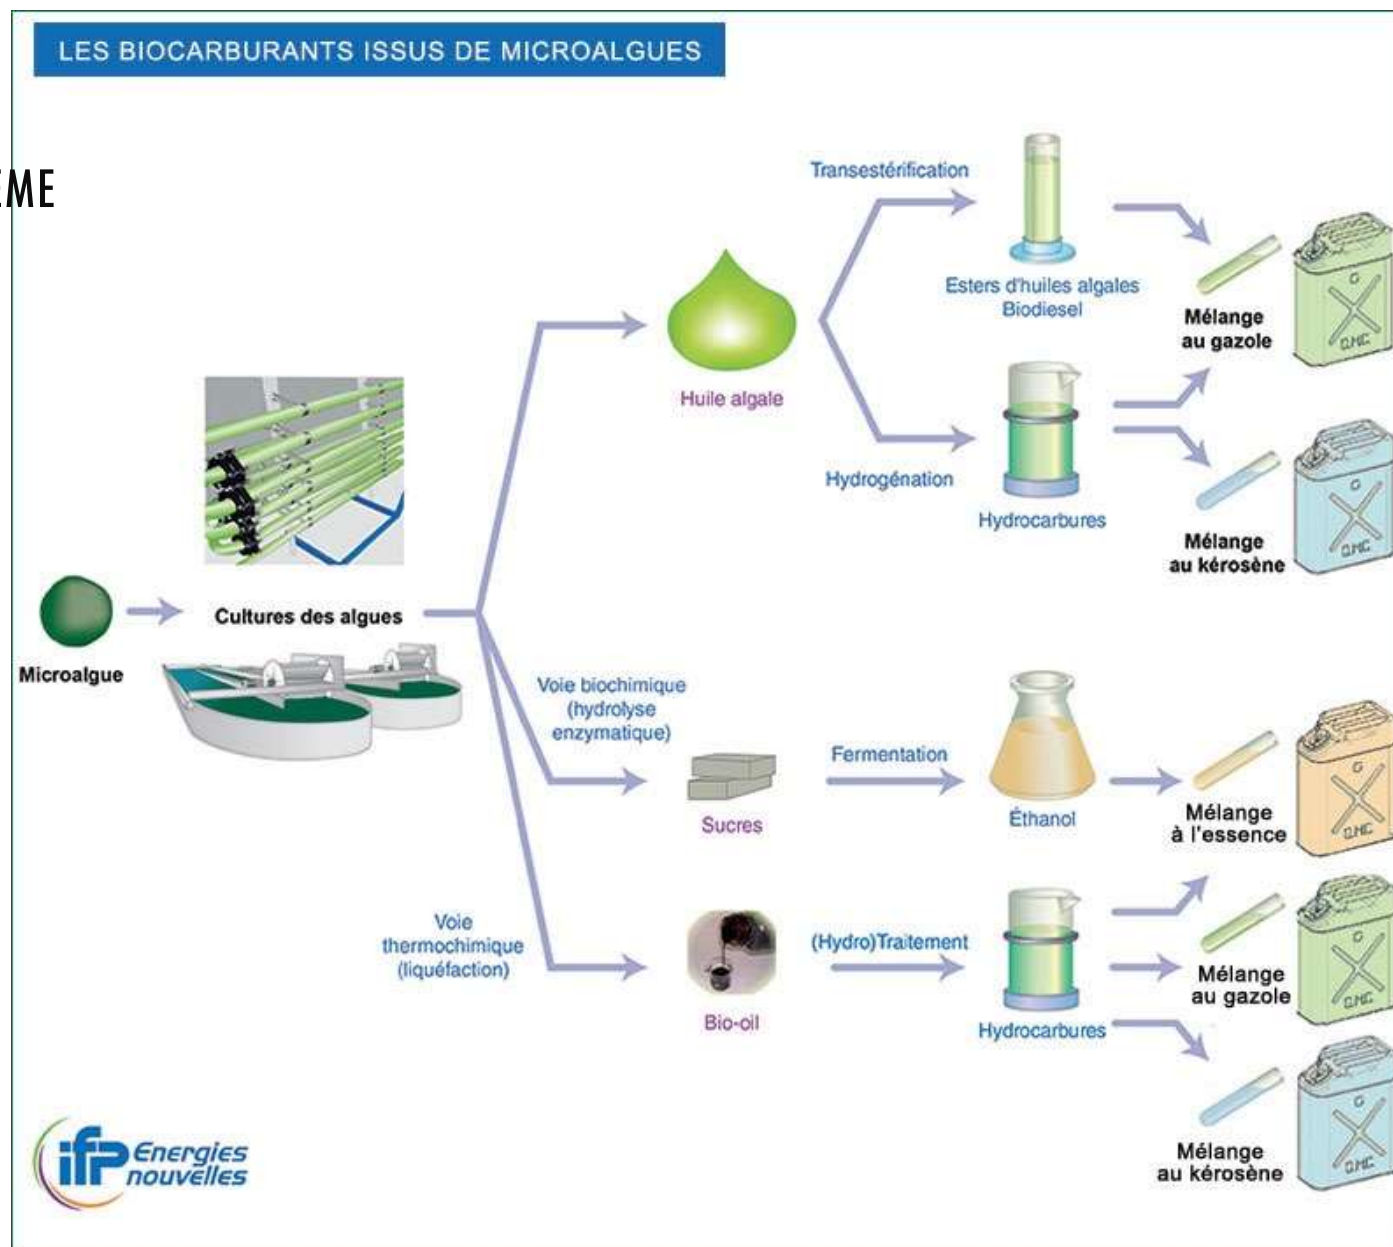 LES BIOCARBURANTS ISSUS DE MICROALGUES
ÈME
Transestérification
Esters d'huiles algales
Biodiesel
Mélange
au gazole
Huile algale
Hydrogénation
Hydrocarbures
Mélange
au kérosène
Cultures des algues
Microalgue
Voie biochimique
(hydrolyse
enzymatique)
Sucres
Fermentation
Éthanol
Mélange
à l'essence
Voie
thermochimique
(liquéfaction)
Bio-oil
(Hydro)Traitement
Hydrocarbures
Mélange
au gazole
Mélange
au kérosène
ifp Energies
nouvelles